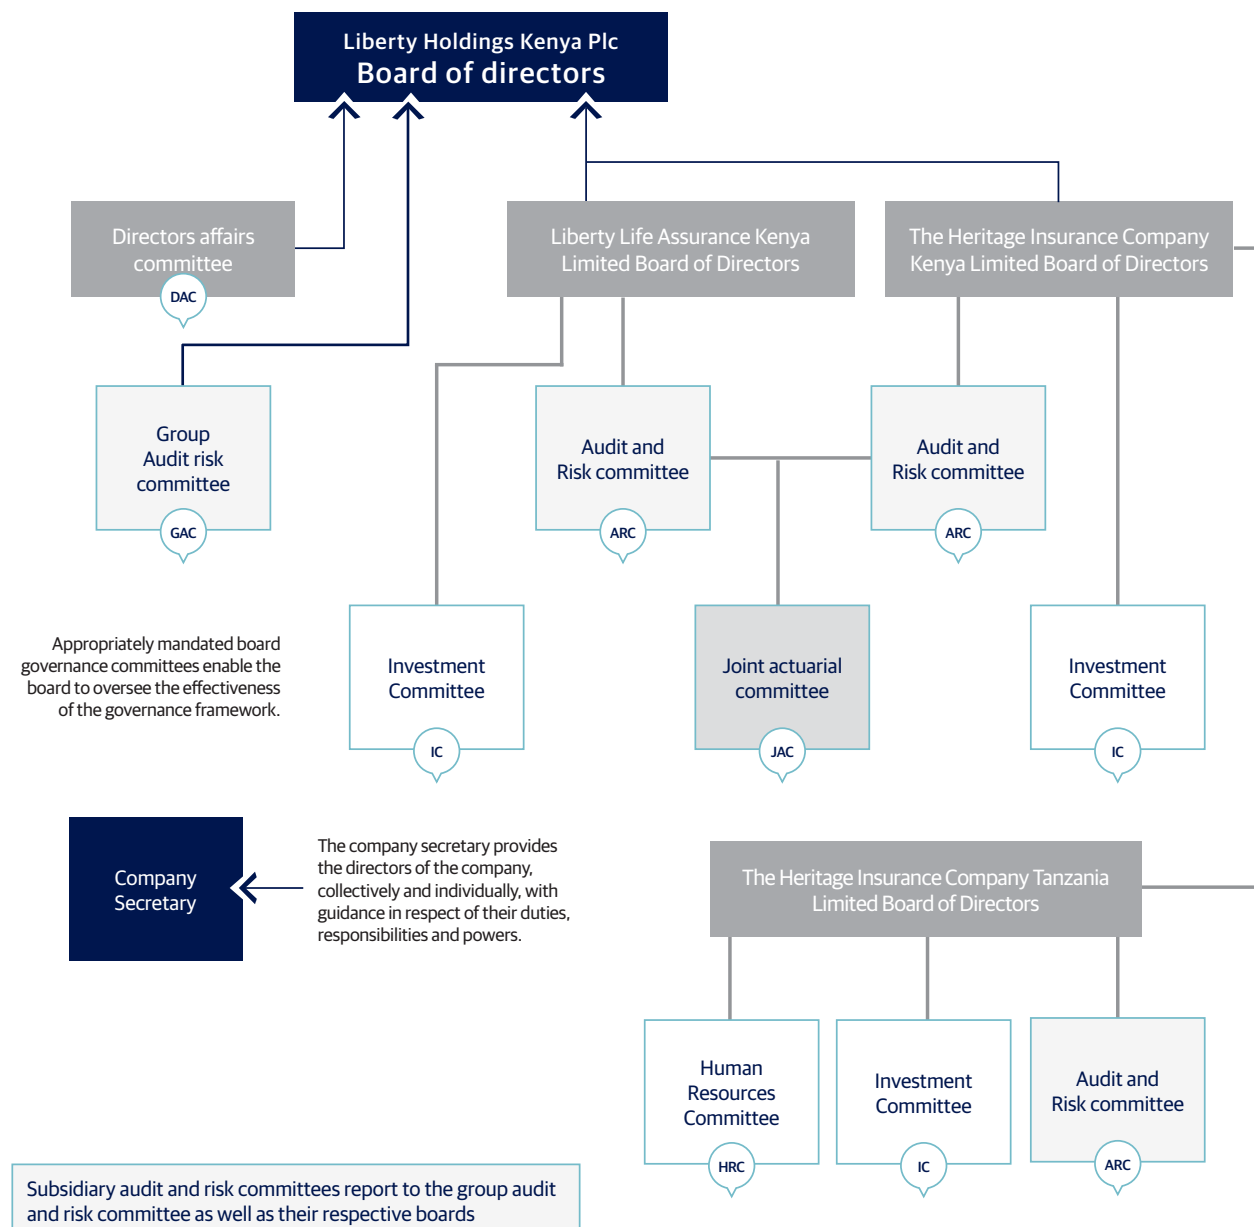 Liberty Holdings Kenya Plc
Board of directors
Directors affairs
committee
DAC
Liberty Life Assurance Kenya
Limited Board of Directors
The Heritage Insurance Company
Kenya Limited Board of Directors
Group
Audit risk
committee
GAC
Audit and
Risk committee
ARC
Audit and
Risk committee
ARC
Appropriately mandated board
governance committees enable the
board to oversee the effectiveness
of the governance framework.
Investment
Committee
IC
Joint actuarial
committee
JAC
Investment
Committee
IC
Company
Secretary
The company secretary provides
the directors of the company,
collectively and individually, with
guidance in respect of their duties,
responsibilities and powers.
The Heritage Insurance Company Tanzania
Limited Board of Directors
Human
Resources
Committee
HRC
Investment
Committee
IC
Audit and
Risk committee
ARC
Subsidiary audit and risk committees report to the group audit
and risk committee as well as their respective boards